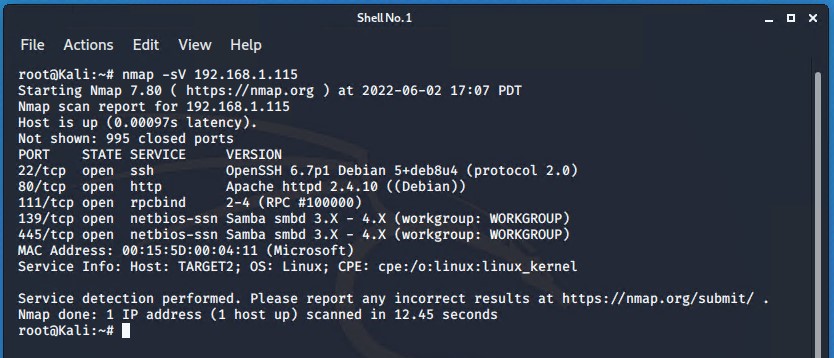 Shell No.1
File Actions Edit View Help
root@Kali:~# nmap -sV 192.168.1.115
Starting Nmap 7.80 ( https://nmap.org ) at 2022-06-02 17:07 PDT
Nmap scan report for 192.168.1.115
Host is up (0.00097s latency).
Not shown: 995 closed ports
PORT    STATE SERVICE     VERSION
22/tcp  open  ssh         OpenSSH 6.7p1 Debian 5+deb8u4 (protocol 2.0)
80/tcp  open  http        Apache httpd 2.4.10 ((Debian))
111/tcp open  rpcbind     2-4 (RPC #100000)
139/tcp open  netbios-ssn Samba smbd 3.X - 4.X (workgroup: WORKGROUP)
445/tcp open  netbios-ssn Samba smbd 3.X - 4.X (workgroup: WORKGROUP)
MAC Address: 00:15:5D:00:04:11 (Microsoft)
Service Info: Host: TARGET2; OS: Linux; CPE: cpe:/o:linux:linux_kernel
Service detection performed. Please report any incorrect results at https://nmap.org/submit/ .
Nmap done: 1 IP address (1 host up) scanned in 12.45 seconds
root@Kali:~#